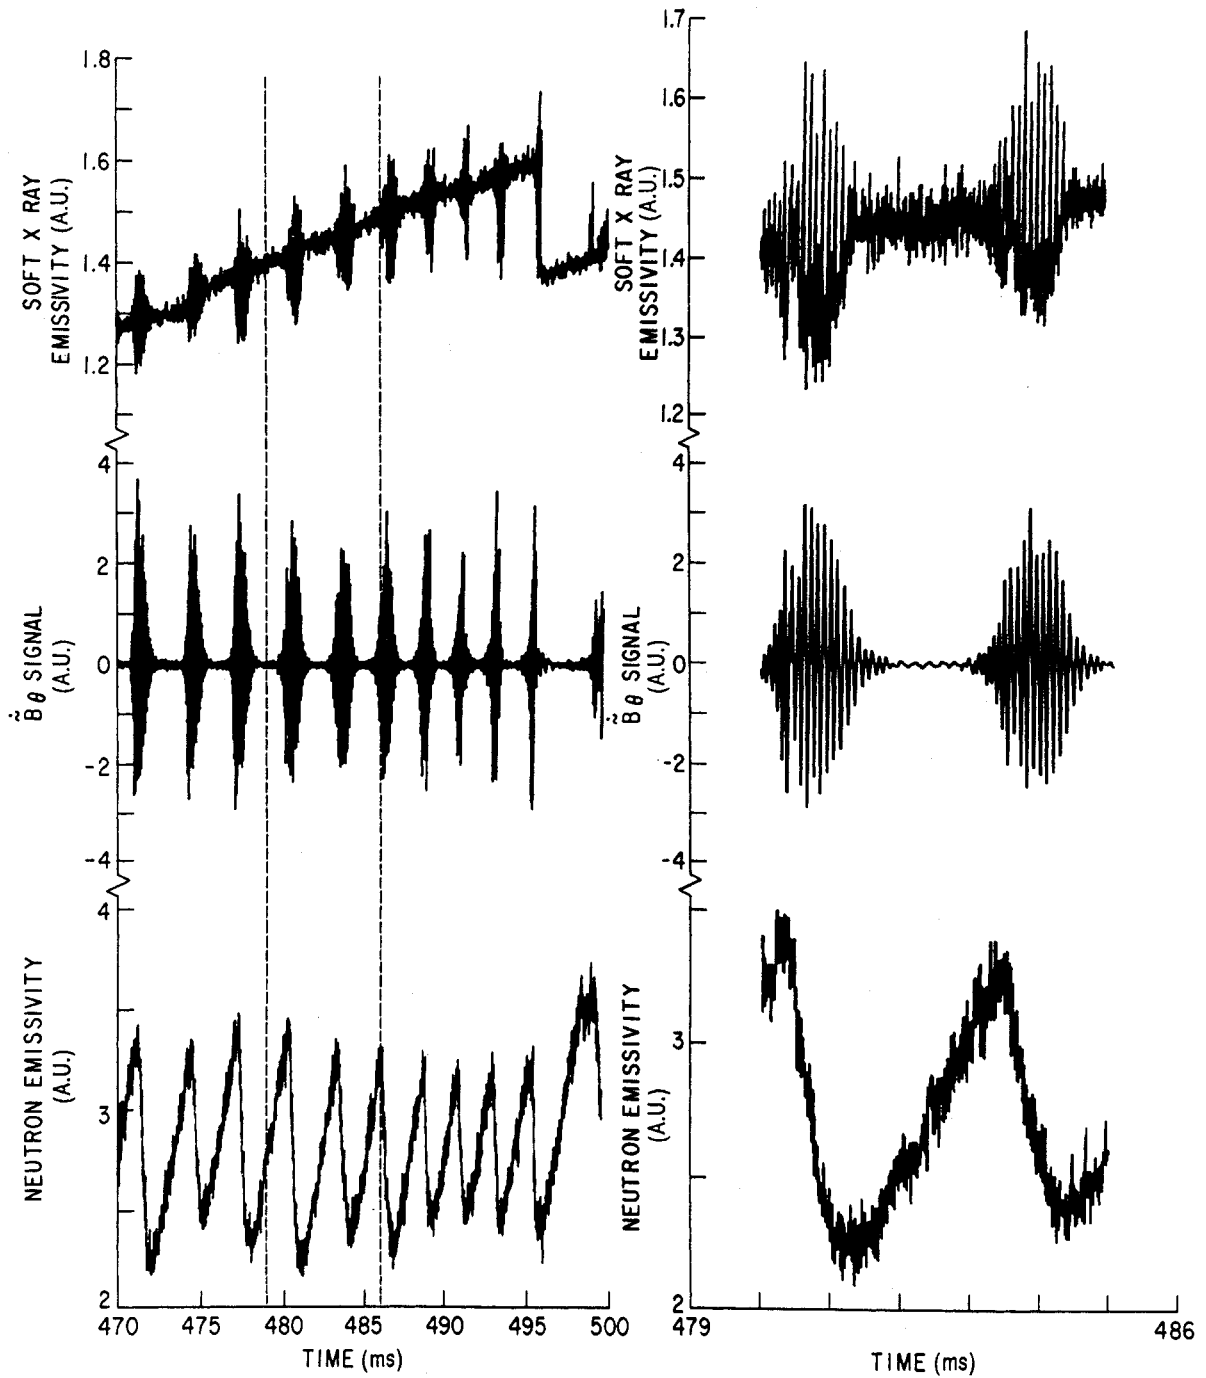 1.8
1.6
1.4
1.2
SOFT X RAY
EMISSIVITY (A.U.)
4
2
0
-2
-4
B̃θ SIGNAL
(A.U.)
4
3
2
NEUTRON EMISSIVITY
(A.U.)
470 475 480 485 490 495 500
TIME (ms)
1.7
1.6
1.5
1.4
1.3
1.2
SOFT X RAY
EMISSIVITY (A.U.)
4
2
0
-2
-4
B̃θ SIGNAL
(A.U.)
3
2
NEUTRON EMISSIVITY
(A.U.)
479 486
TIME (ms)